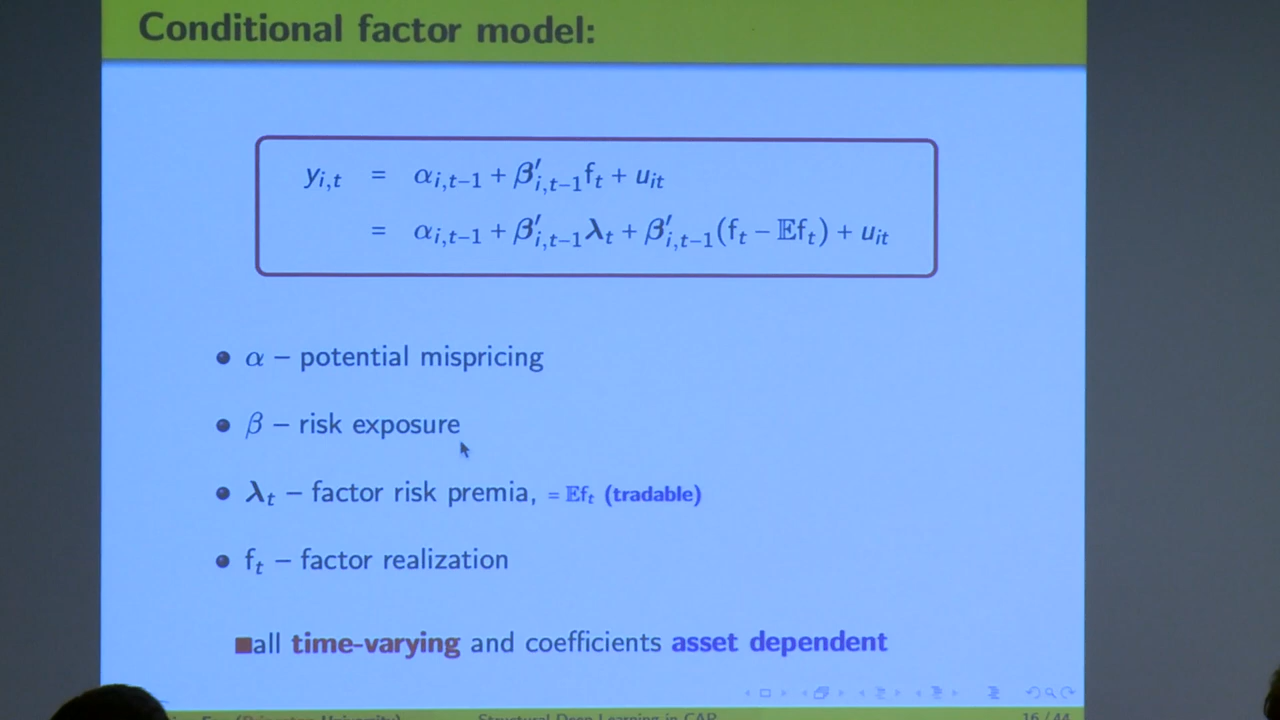 Conditional factor model:
y_{i,t} = α_{i,t−1} + β′_{i,t−1}f_t + u_{it}
= α_{i,t−1} + β′_{i,t−1}λ_t + β′_{i,t−1}(f_t − 𝔼f_t) + u_{it}
α – potential mispricing
β – risk exposure
λ_t – factor risk premia, = 𝔼f_t (tradable)
f_t – factor realization
all time-varying and coefficients asset dependent
Structural Deep Learning in CAP 16 / 44